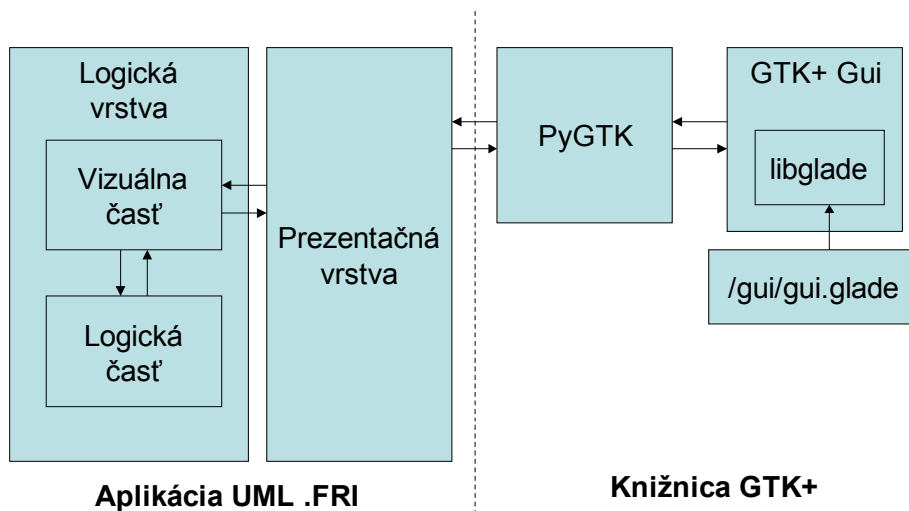 Logická
vrstva
Vizuálna
časť
Logická
časť
Prezentačná
vrstva
PyGTK
GTK+ Gui
libglade
/gui/gui.glade
Aplikácia UML .FRI
Knižnica GTK+